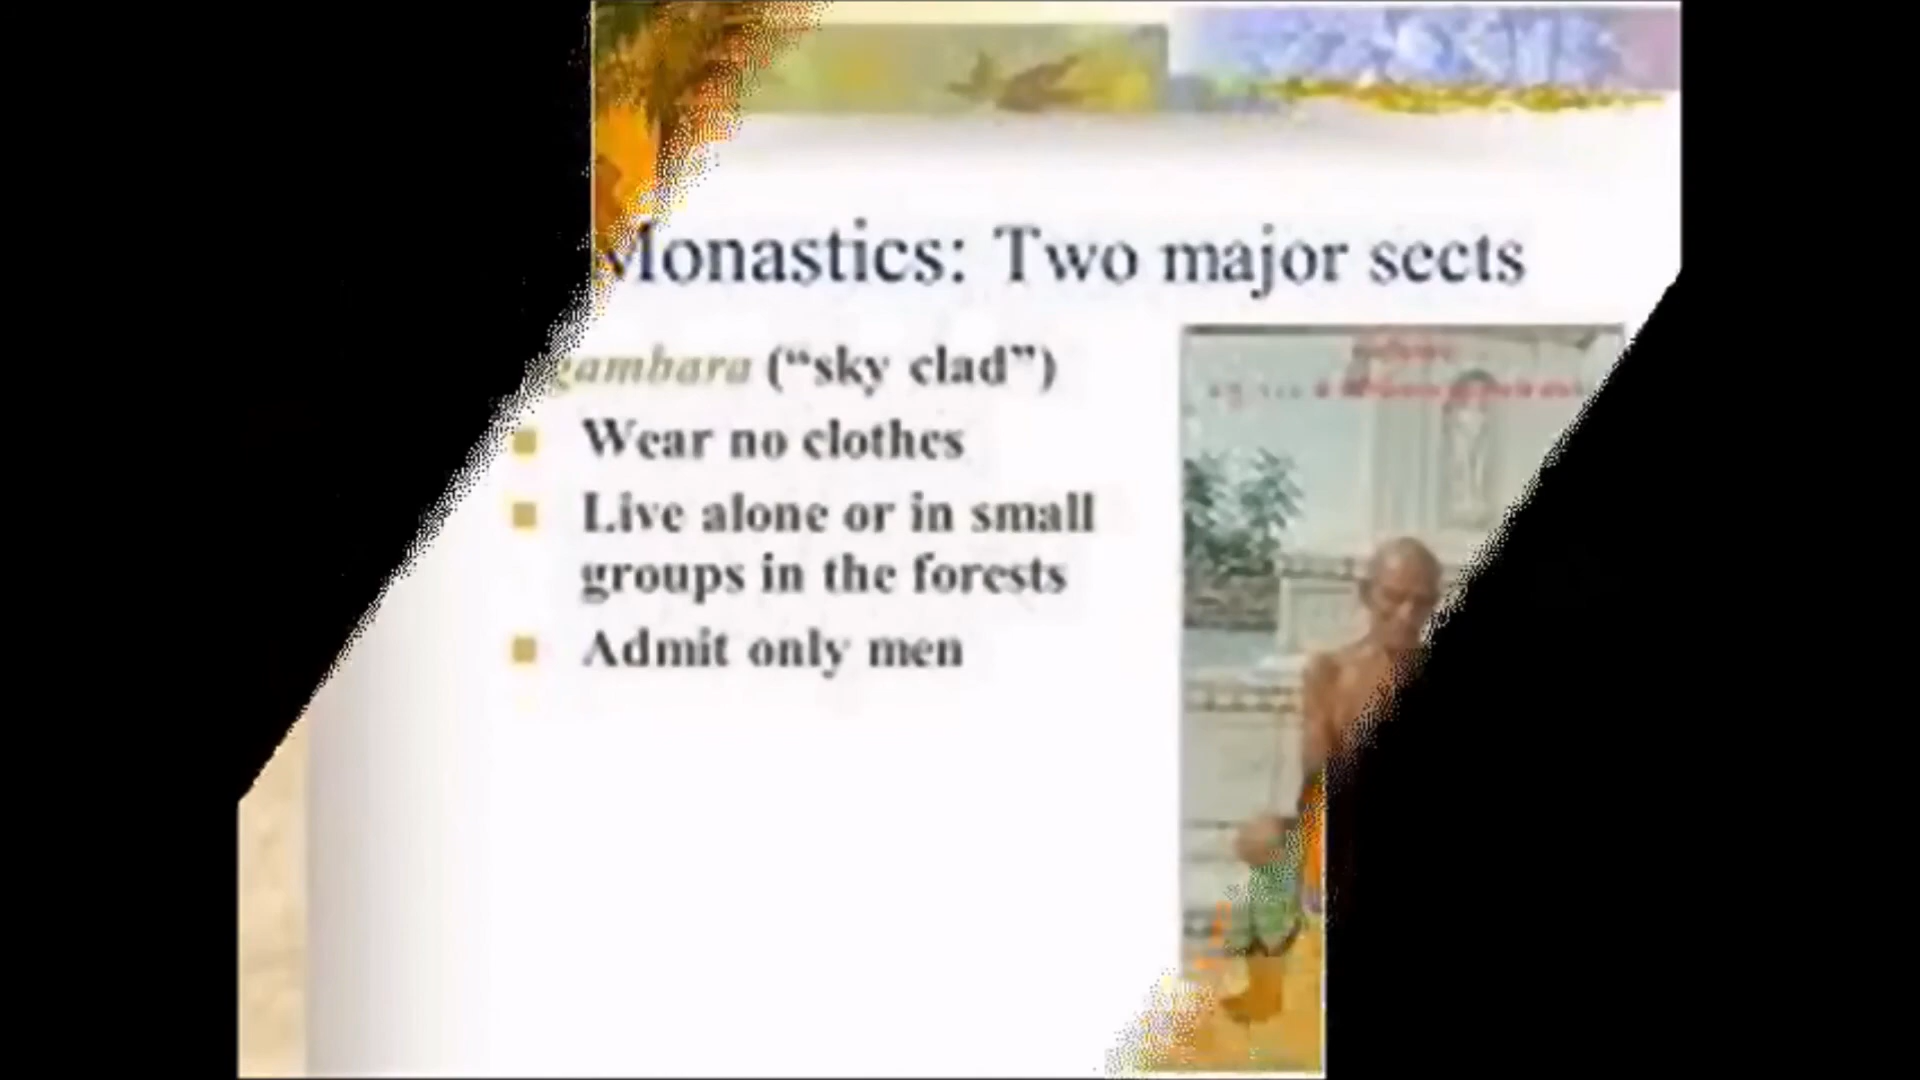 Monastics: Two major sects
gambara (“sky clad”)
Wear no clothes
Live alone or in small
groups in the forests
Admit only men